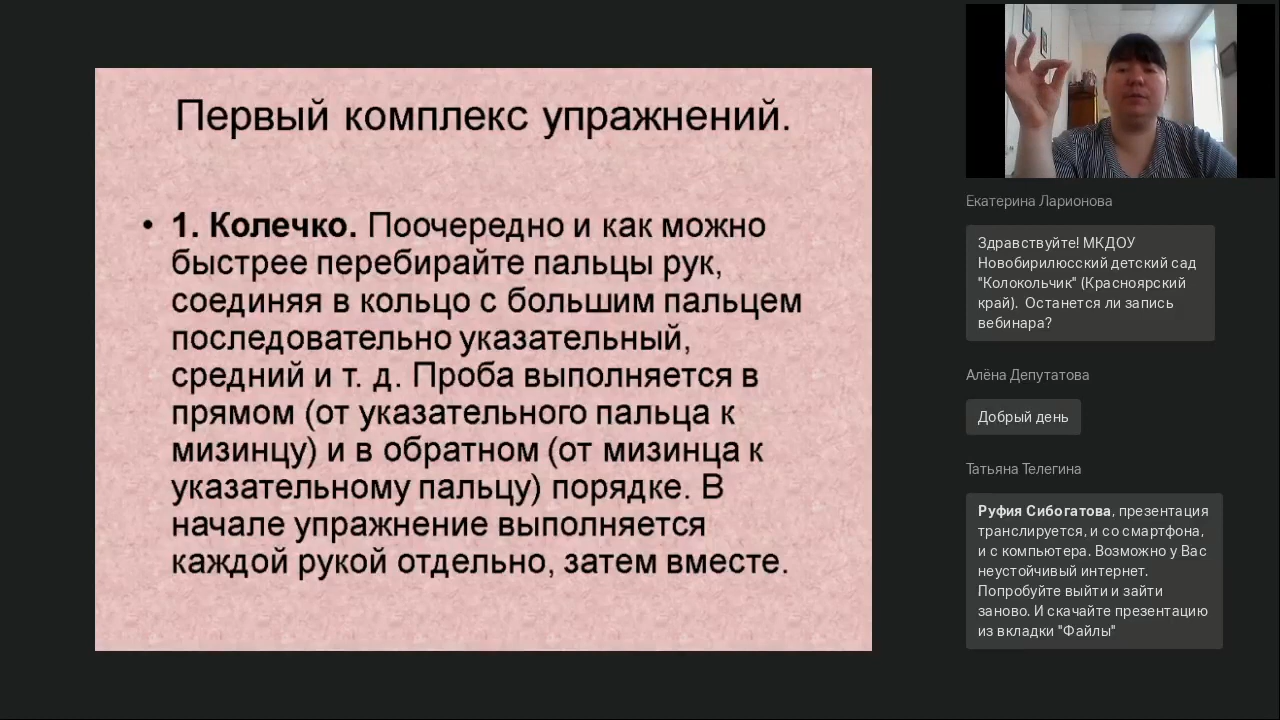 Первый комплекс упражнений.
• 1. Колечко. Поочередно и как можно
быстрее перебирайте пальцы рук,
соединяя в кольцо с большим пальцем
последовательно указательный,
средний и т. д. Проба выполняется в
прямом (от указательного пальца к
мизинцу) и в обратном (от мизинца к
указательному пальцу) порядке. В
начале упражнение выполняется
каждой рукой отдельно, затем вместе.
Екатерина Ларионова
Здравствуйте! МКДОУ
Новобирилюсский детский сад
"Колокольчик" (Красноярский
край). Останется ли запись
вебинара?
Алёна Депутатова
Добрый день
Татьяна Телегина
Руфия Сибогатова, презентация
транслируется, и со смартфона,
и с компьютера. Возможно у Вас
неустойчивый интернет.
Попробуйте выйти и зайти
заново. И скачайте презентацию
из вкладки "Файлы"